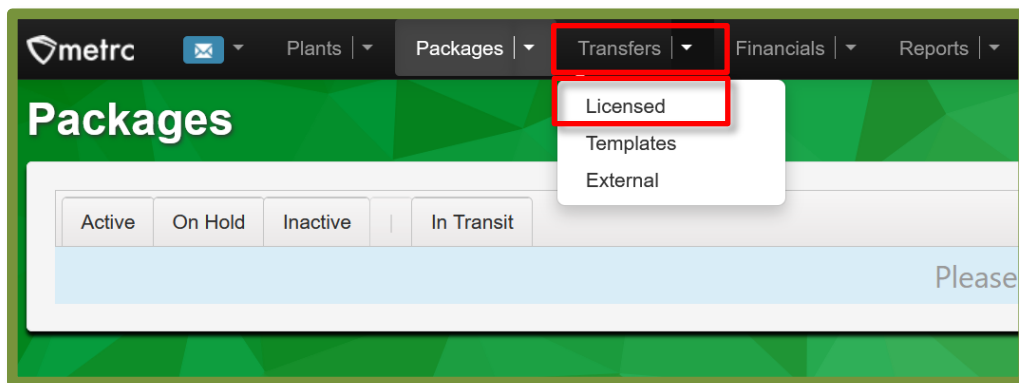 metrc Plants Packages Transfers Financials Reports
Licensed
Packages
Templates
External
Active On Hold Inactive | In Transit
Please